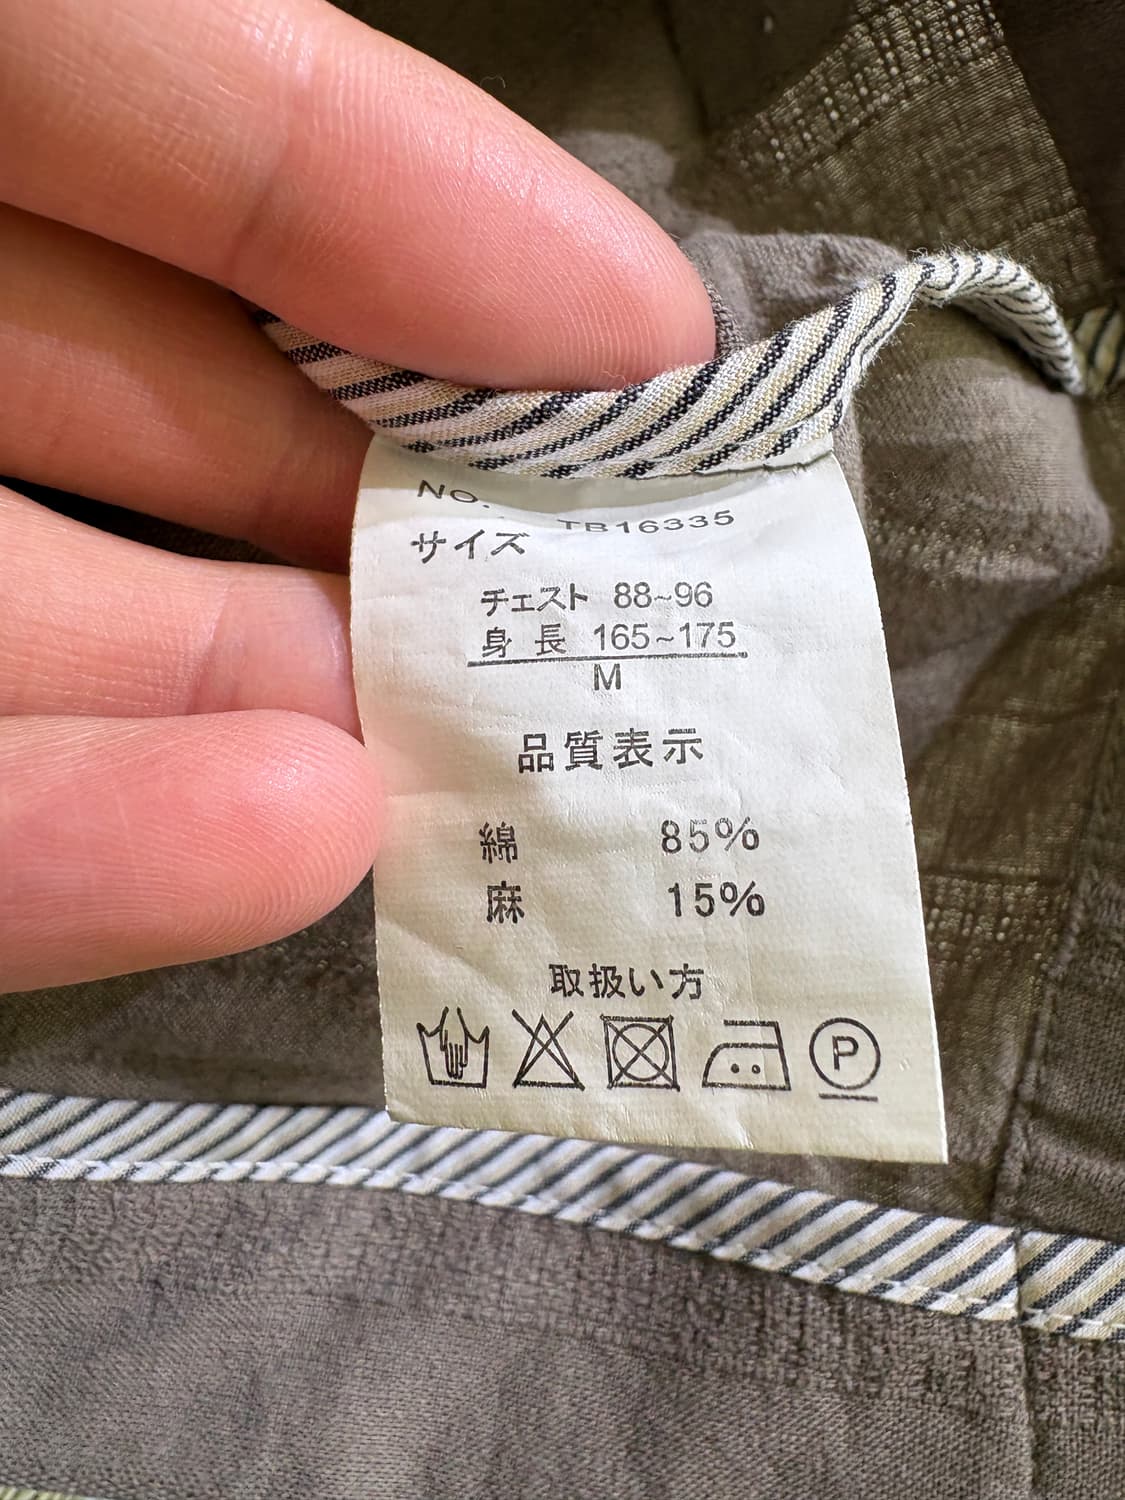 NO. TB16335
サイズ
チェスト 88~96
身長 165~175
M
品質表示
綿 85%
麻 15%
取扱い方
P